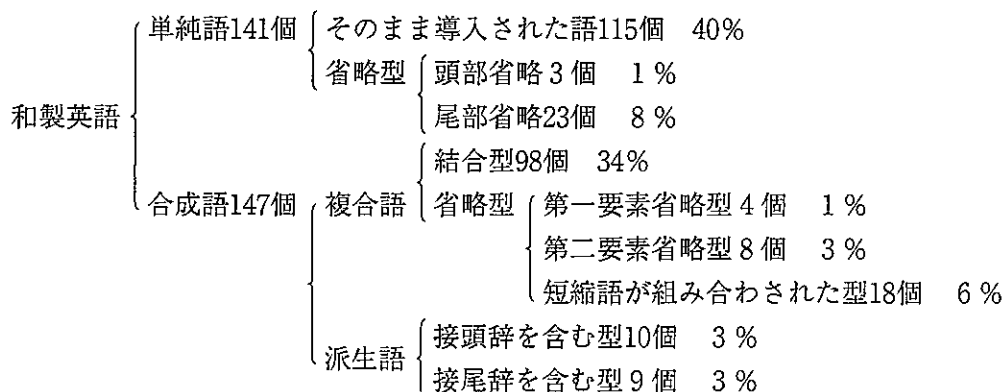 単純語141個 そのまま導入された語115個 40%
省略型 頭部省略3個 1%
和製英語 尾部省略23個 8%
結合型98個 34%
合成語147個 複合語 省略型 第一要素省略型4個 1%
第二要素省略型8個 3%
短縮語が組み合わされた型18個 6%
派生語 接頭辞を含む型10個 3%
接尾辞を含む型9個 3%